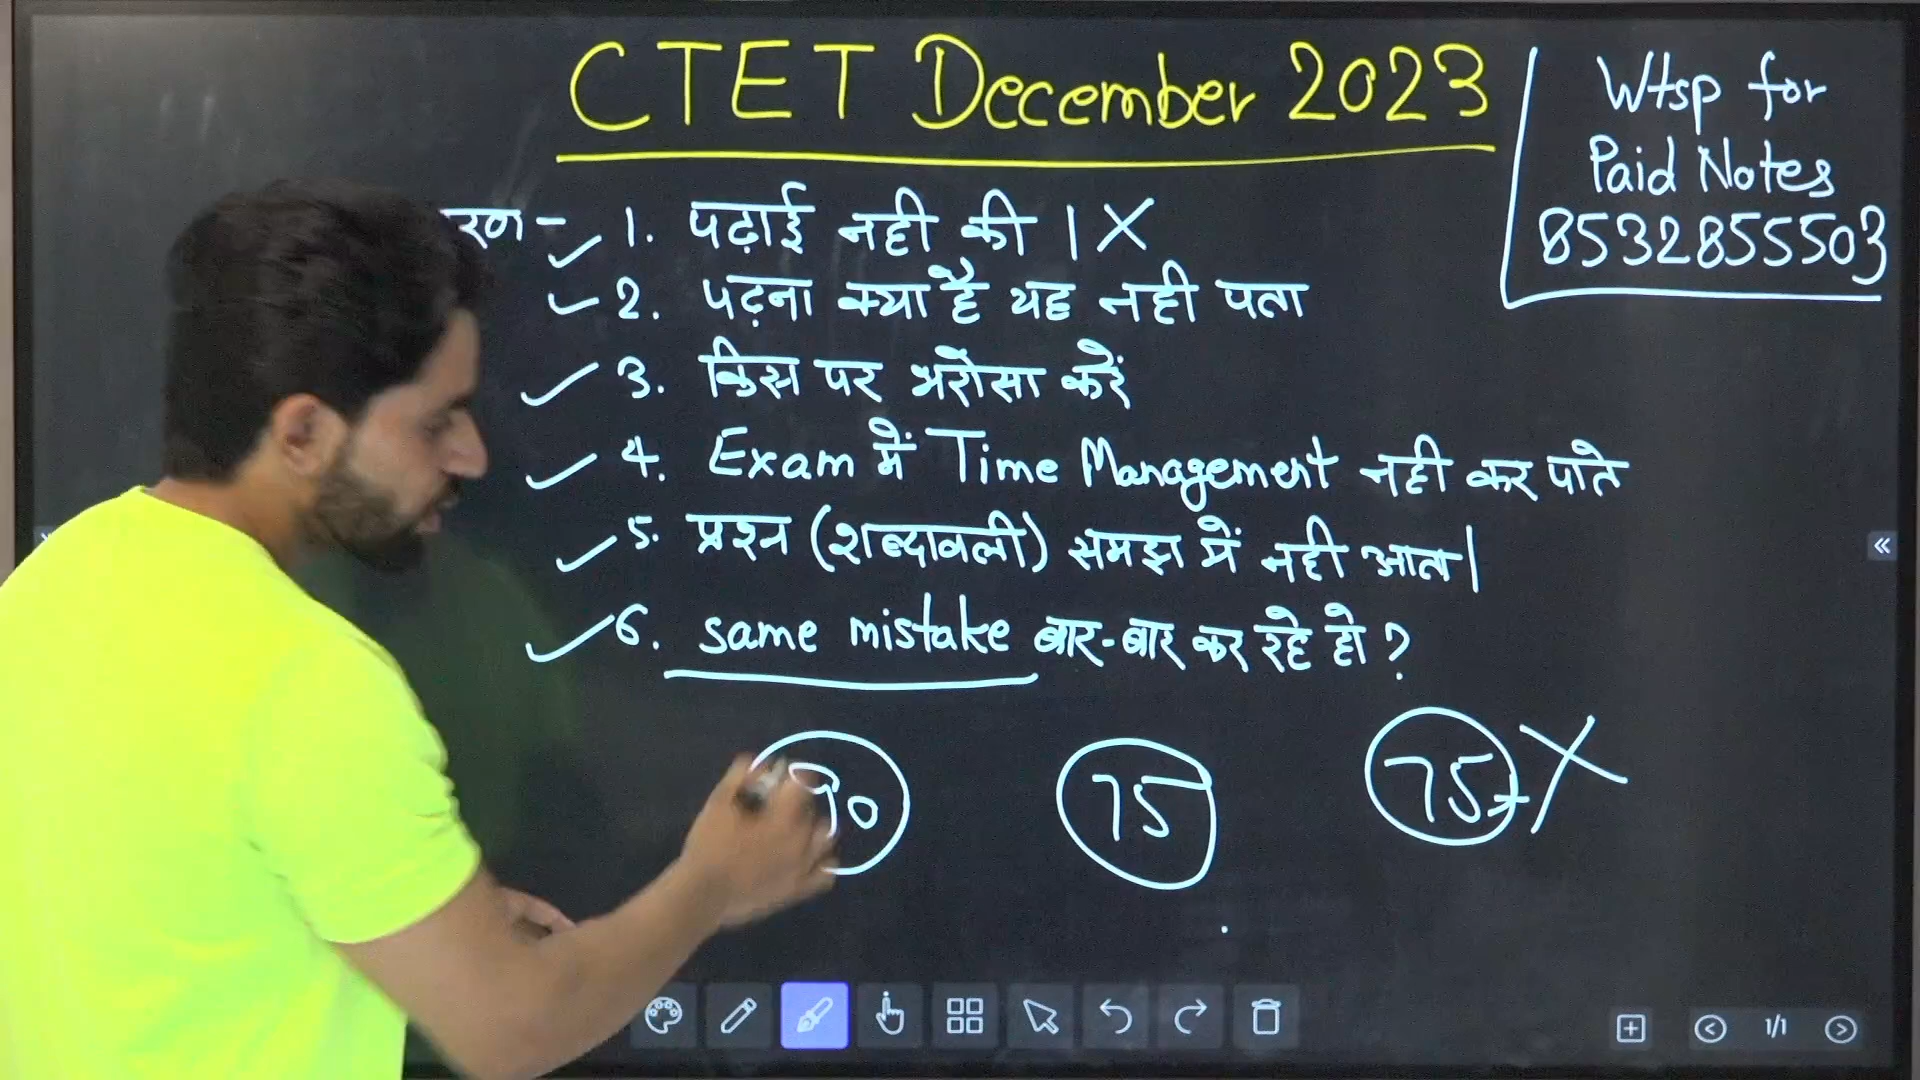 CTET December 2023
Wtsp for
Paid Notes
8532855503
रण - 1. पढ़ाई नही की | X
2. पढ़ना क्या है यह नही पता
3. किस पर भरोसा करें
4. Exam में Time Management नही कर पाते
5. प्रश्न (शब्दावली) समझ में नही आता|
6. same mistake बार-बार कर रहे हो ?
90 75 75+ X
1/1